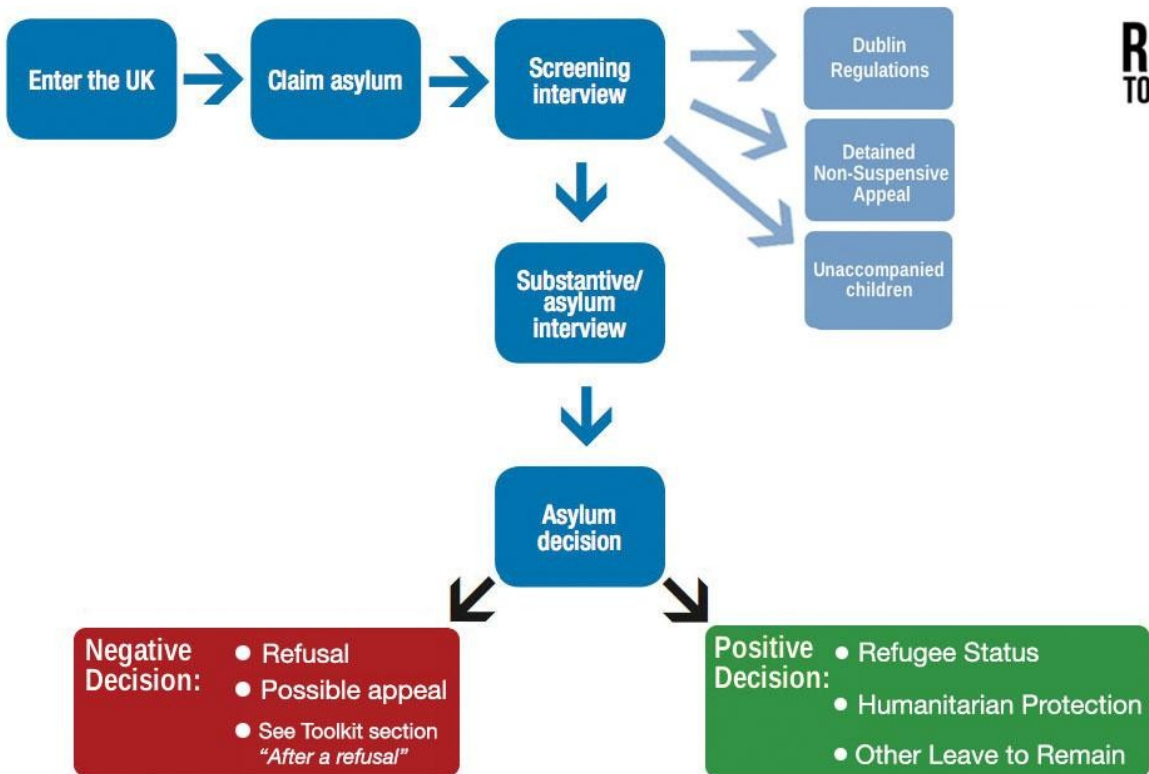 Enter the UK
Claim asylum
Screening
interview
Dublin
Regulations
Detained
Non-Suspensive
Appeal
Unaccompanied
children
Substantive/
asylum
interview
Asylum
decision
Negative
Decision:
● Refusal
● Possible appeal
● See Toolkit section
"After a refusal"
Positive
Decision:
● Refugee Status
● Humanitarian Protection
● Other Leave to Remain